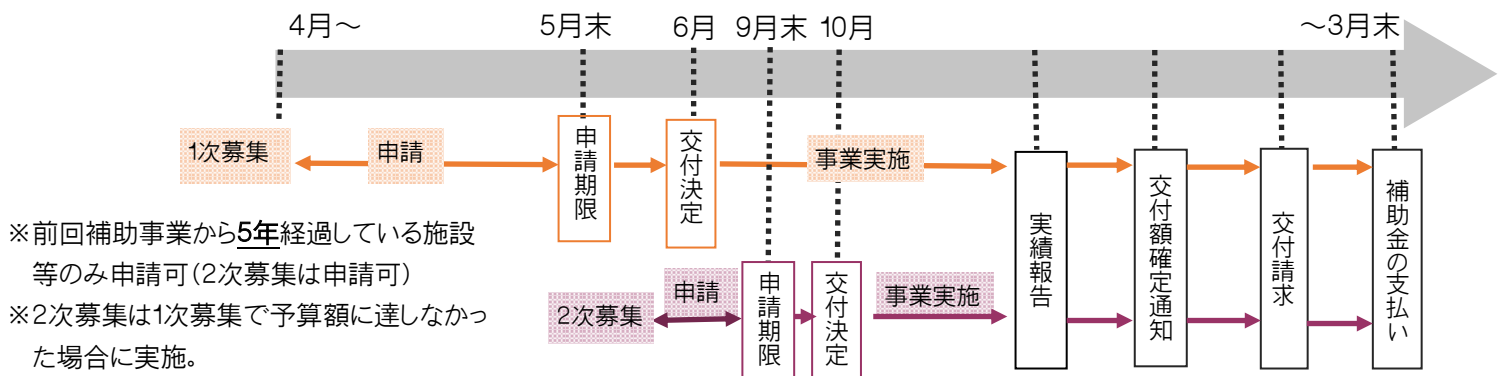 4月～
5月末
6月
9月末
10月
～3月末
1次募集
申請
申請期限
交付決定
事業実施
実績報告
交付額確定通知
交付請求
補助金の支払い
※前回補助事業から5年経過している施設
等のみ申請可(2次募集は申請可)
※2次募集は1次募集で予算額に達しなかっ
た場合に実施。
2次募集
申請
申請期限
交付決定
事業実施